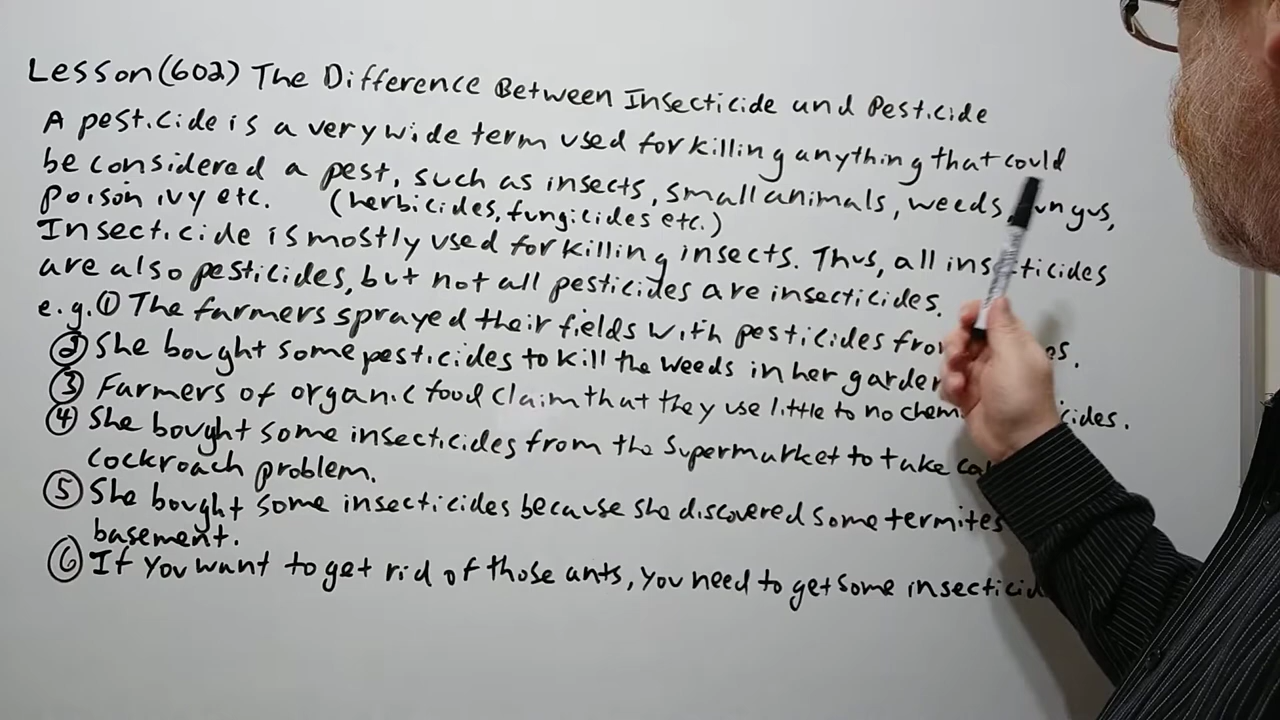 Lesson(602) The Difference Between Insecticide and Pesticide
A pesticide is a very wide term used for killing anything that could
be considered a pest, such as insects, small animals, weeds, fungus,
poison ivy etc. (herbicides, fungicides etc.)
Insecticide is mostly used for killing insects. Thus, all insecticides
are also pesticides, but not all pesticides are insecticides.
e.g. ① The farmers sprayed their fields with pesticides
② She bought some pesticides to kill the weeds in her garden
③ Farmers of organic food claim that they use little to no
④ She bought some insecticides from the supermarket to take
cockroach problem.
⑤ She bought some insecticides because she discovered some termites
basement.
⑥ If you want to get rid of those ants, you need to get some